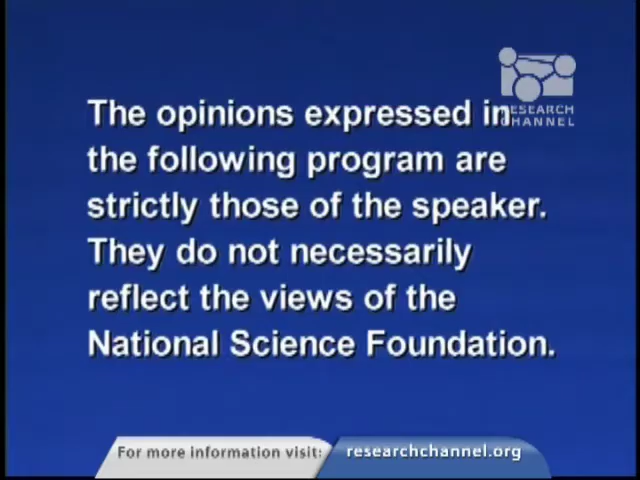 The opinions expressed in
the following program are
strictly those of the speaker.
They do not necessarily
reflect the views of the
National Science Foundation.
RESEARCH
CHANNEL
For more information visit: researchchannel.org